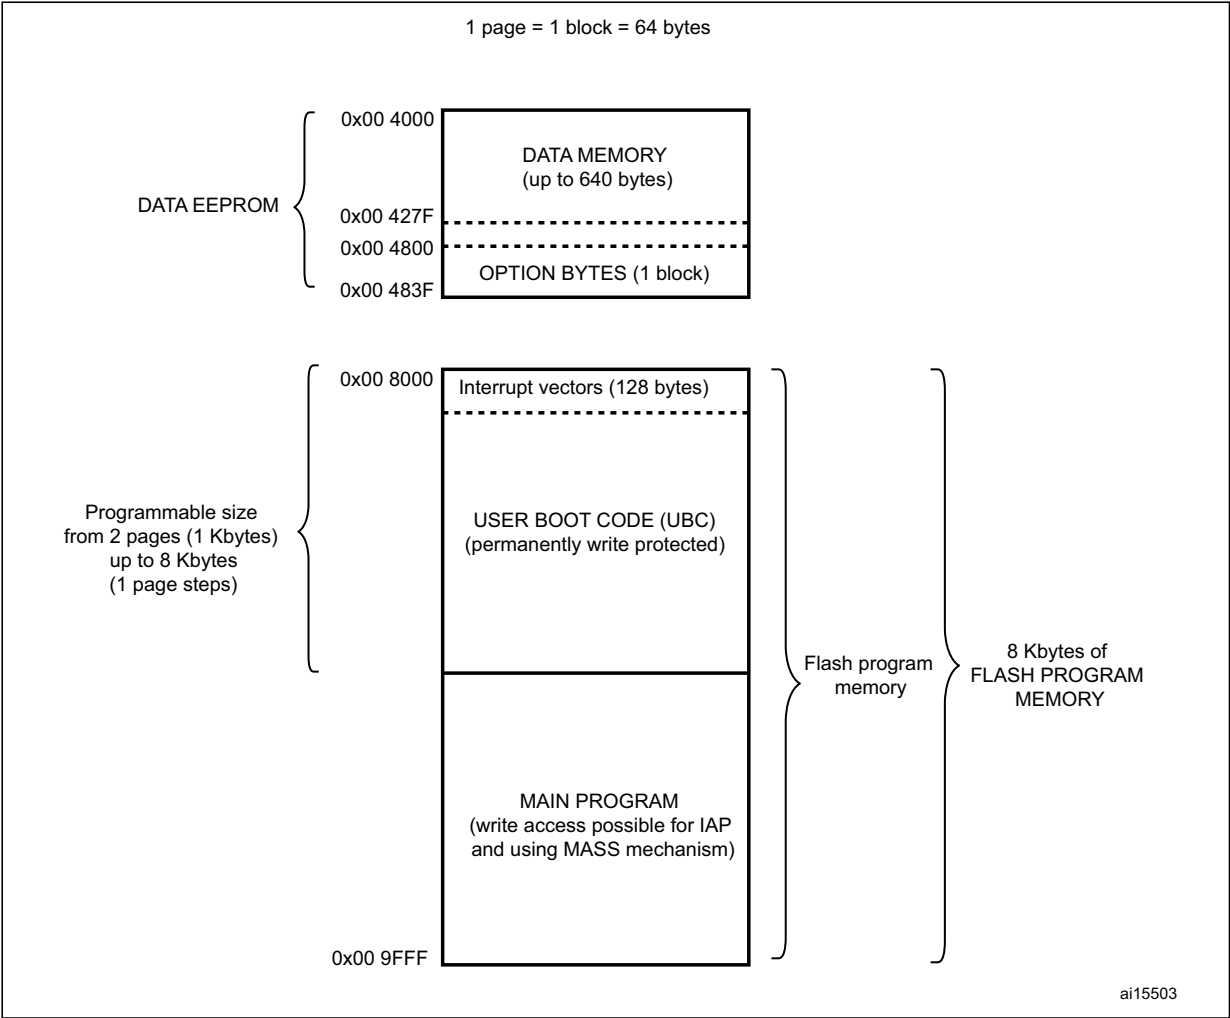 1 page = 1 block = 64 bytes
0x00 4000
DATA MEMORY
(up to 640 bytes)
DATA EEPROM
0x00 427F
0x00 4800
OPTION BYTES (1 block)
0x00 483F
0x00 8000
Interrupt vectors (128 bytes)
Programmable size
from 2 pages (1 Kbytes)
up to 8 Kbytes
(1 page steps)
USER BOOT CODE (UBC)
(permanently write protected)
Flash program
memory
8 Kbytes of
FLASH PROGRAM
MEMORY
MAIN PROGRAM
(write access possible for IAP
and using MASS mechanism)
0x00 9FFF
ai15503